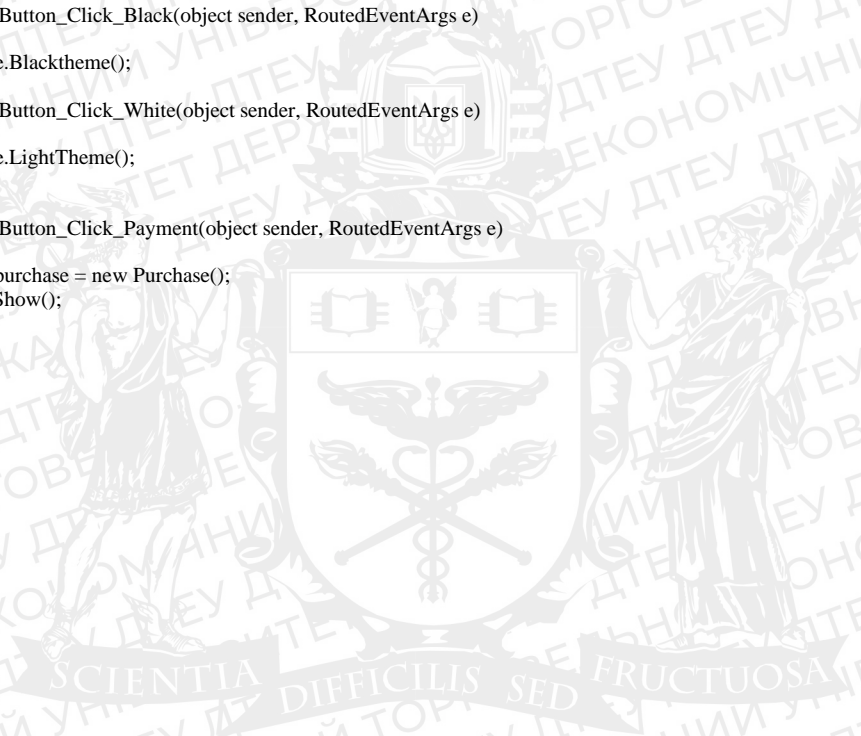 Button_Click_Black(object sender, RoutedEventArgs e)
e.Blacktheme();
Button_Click_White(object sender, RoutedEventArgs e)
e.LightTheme();
Button_Click_Payment(object sender, RoutedEventArgs e)
purchase = new Purchase();
Show();
SCIENTIA DIFFICILIS SED FRUCTUOSA